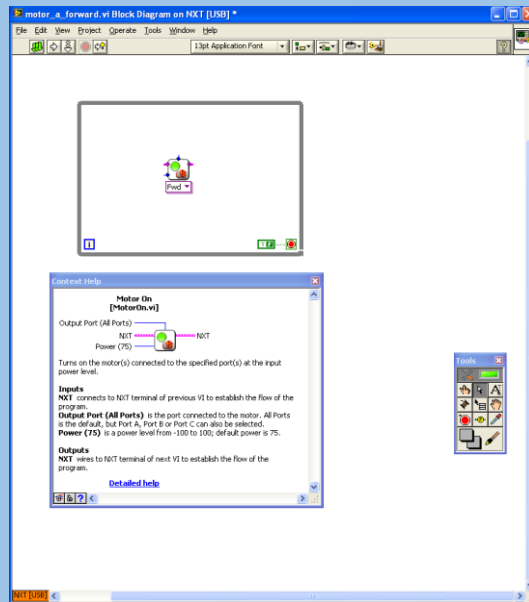 motor_a_forward.vi Block Diagram on NXT [USB] *
File Edit View Project Operate Tools Window Help
13pt Application Font
Fwd
i
Context Help
Motor On
[MotorOn.vi]
Output Port (All Ports)
NXT NXT
Power (75)
Turns on the motor(s) connected to the specified port(s) at the input
power level.
Inputs
NXT connects to NXT terminal of previous VI to establish the flow of the
program.
Output Port (All Ports) is the port connected to the motor. All Ports
is the default, but Port A, Port B or Port C can also be selected.
Power (75) is a power level from -100 to 100; default power is 75.
Outputs
NXT wires to NXT terminal of next VI to establish the flow of the
program.
Detailed help
?
Tools
A
NXT [USB]